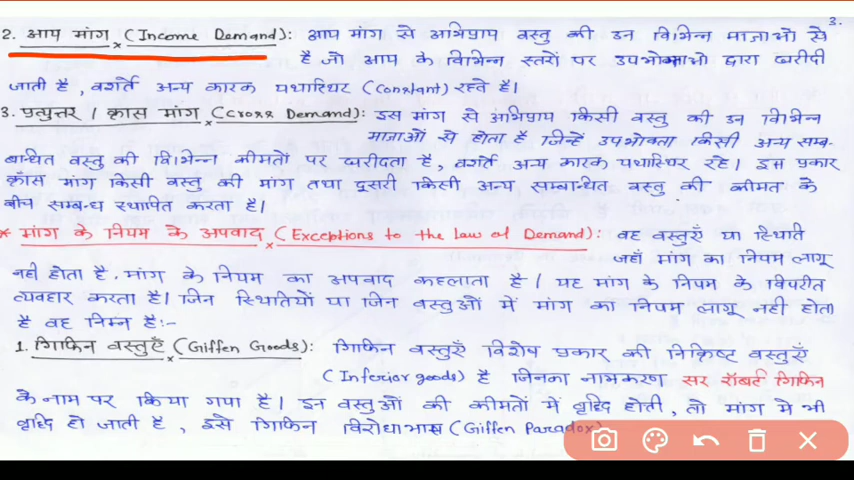 3.
2. आय मांग (Income Demand): आय मांग से अभिप्राय वस्तु की उन विभिन्न मात्राओ से
है जो आय के विभिन्न स्तरों पर उपभोक्ताओ द्वारा खरीदी
जाती है, बशर्ते अन्य कारक यथास्थिर (Constant) रहते है।
3. प्रत्युत्तर / क्रास मांग (Cross Demand): इस मांग से अभिप्राय किसी वस्तु की उन विभिन्न
मात्राओं से होता है जिन्हें उपभोक्ता किसी अन्य सम्ब-
बन्धित वस्तु की विभिन्न कीमतों पर खरीदता है, बशर्ते अन्य कारक यथास्थिर रहे। इस प्रकार
क्राँस मांग किसी वस्तु की मांग तथा दूसरी किसी अन्य सम्बन्धित वस्तु की कीमत के
बीच सम्बन्ध स्थापित करता है।
* मांग के नियम के अपवाद (Exceptions to the Law of Demand): वह वस्तुएँ या स्थिति
जहाँ मांग का नियम लागू
नही होता है, मांग के नियम का अपवाद कहलाता है। यह मांग के नियम के विपरीत
व्यवहार करता है। जिन स्थितियों या जिन वस्तुओं में मांग का नियम लागू नही होता
है वह निम्न है:-
1. गिफिन वस्तुएँ (Giffen Goods): गिफिन वस्तुएँ विशेष प्रकार की निक्रिष्ट वस्तुएँ
(Inferior goods) है जिनका नामकरण सर रॉबर्ट गिफिन
के नाम पर किया गया है। इन वस्तुओं की कीमतों में वृद्धि होती, तो मांग मे भी
वृद्धि हो जाती है, इसे गिफिन विरोधाभास (Giffen Paradox)